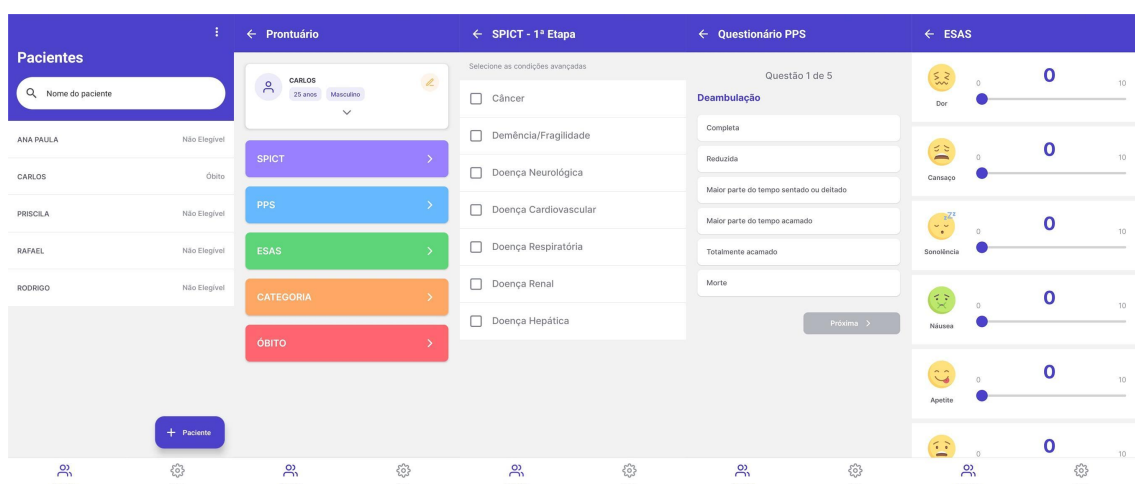 Pacientes
Nome do paciente
ANA PAULA Não Elegível
CARLOS Óbito
PRISCILA Não Elegível
RAFAEL Não Elegível
RODRIGO Não Elegível
+ Paciente
Prontuário
CARLOS
25 anos Masculino
SPICT
PPS
ESAS
CATEGORIA
ÓBITO
SPICT - 1ª Etapa
Selecione as condições avançadas
Câncer
Demência/Fragilidade
Doença Neurológica
Doença Cardiovascular
Doença Respiratória
Doença Renal
Doença Hepática
Questionário PPS
Questão 1 de 5
Deambulação
Completa
Reduzida
Maior parte do tempo sentado ou deitado
Maior parte do tempo acamado
Totalmente acamado
Morte
Próxima
ESAS
0
0 10
Dor
0
0 10
Cansaço
0
0 10
Sonolência
0
0 10
Náusea
0
0 10
Apetite
0
0 10